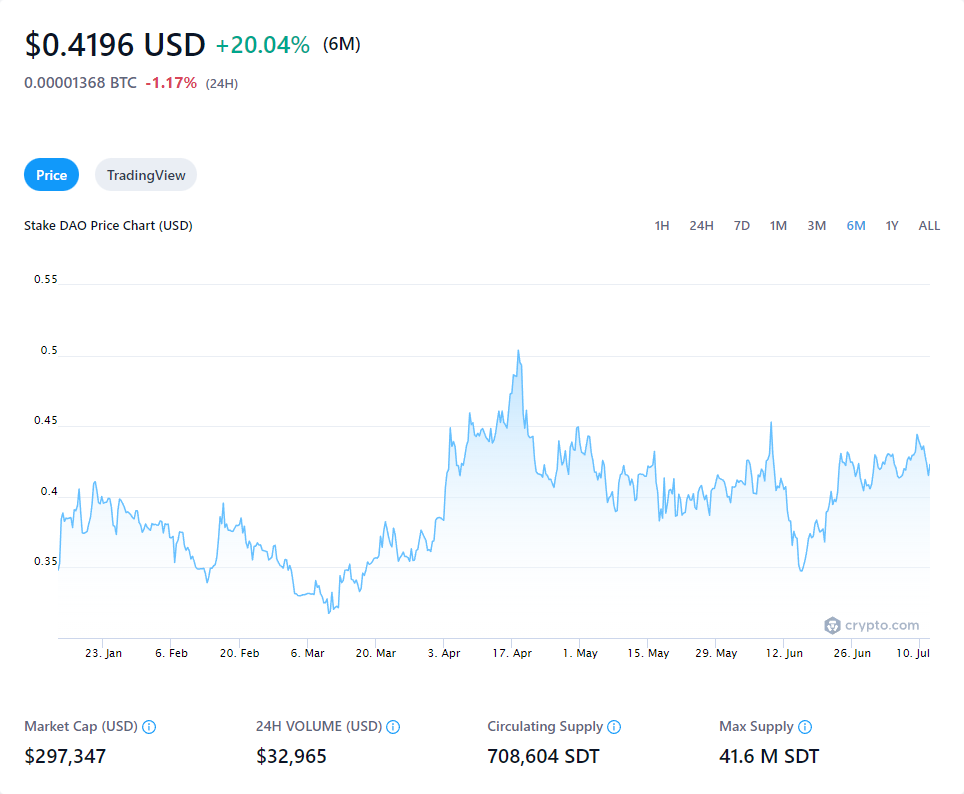 $0.4196 USD +20.04% (6M)
0.00001368 BTC -1.17% (24H)
Price TradingView
Stake DAO Price Chart (USD) 1H 24H 7D 1M 3M 6M 1Y ALL
0.55
0.5
0.45
0.4
0.35
crypto.com
23. Jan 6. Feb 20. Feb 6. Mar 20. Mar 3. Apr 17. Apr 1. May 15. May 29. May 12. Jun 26. Jun 10. Jul
Market Cap (USD) 24H VOLUME (USD) Circulating Supply Max Supply
$297,347 $32,965 708,604 SDT 41.6 M SDT